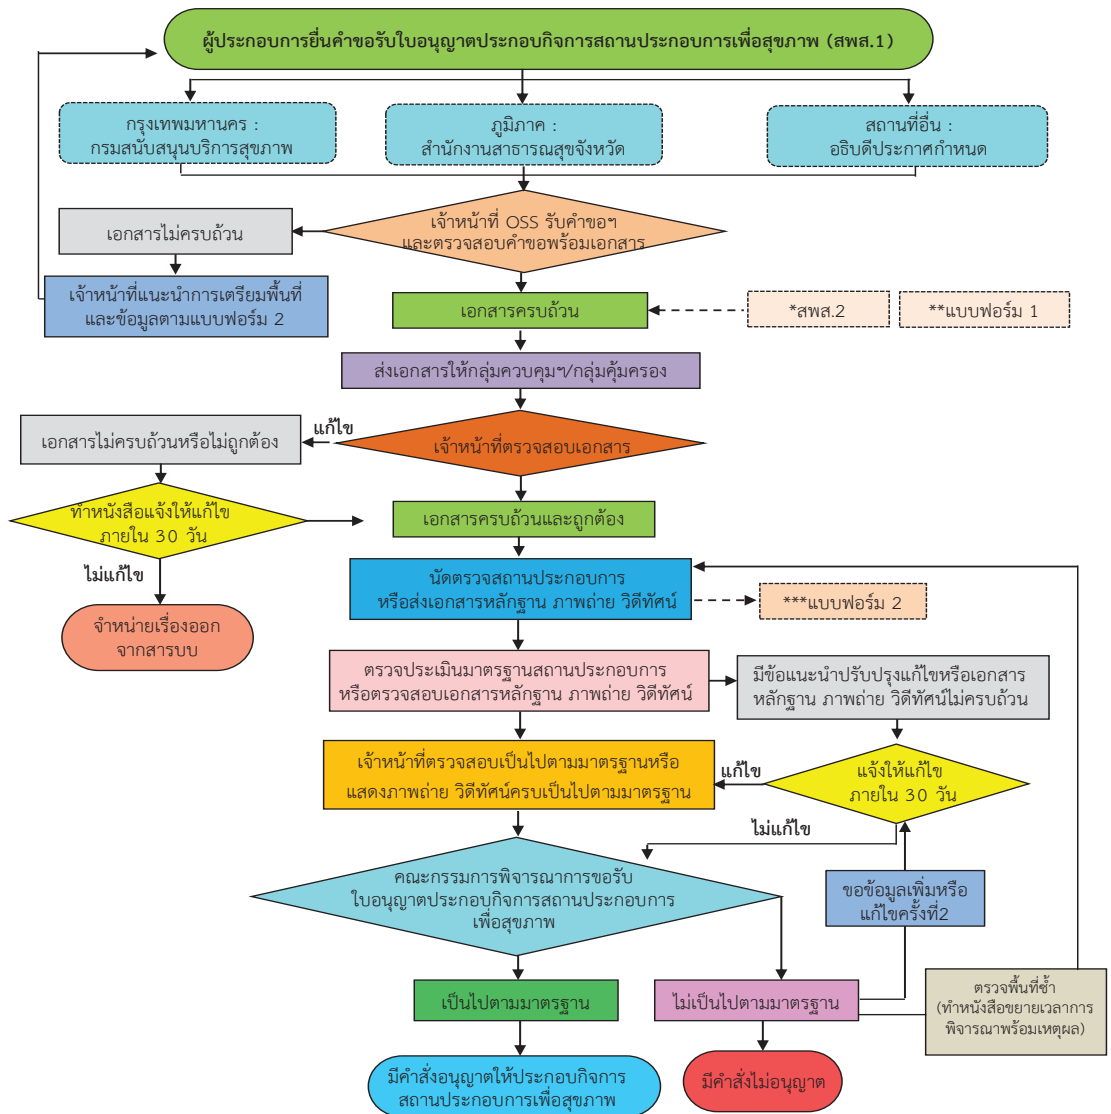 ผู้ประกอบการยื่นคำขอรับใบอนุญาตประกอบกิจการสถานประกอบการเพื่อสุขภาพ (สพส.1)
กรุงเทพมหานคร :
กรมสนับสนุนบริการสุขภาพ
ภูมิภาค :
สำนักงานสาธารณสุขจังหวัด
สถานที่อื่น :
อธิบดีประกาศกำหนด
เจ้าหน้าที่ OSS รับคำขอฯ
และตรวจสอบคำขอพร้อมเอกสาร
เอกสารไม่ครบถ้วน
เจ้าหน้าที่แนะนำการเตรียมพื้นที่
และข้อมูลตามแบบฟอร์ม 2
เอกสารครบถ้วน
*สพส.2
**แบบฟอร์ม 1
ส่งเอกสารให้กลุ่มควบคุมฯ/กลุ่มคุ้มครอง
แก้ไข
เอกสารไม่ครบถ้วนหรือไม่ถูกต้อง
เจ้าหน้าที่ตรวจสอบเอกสาร
ทำหนังสือแจ้งให้แก้ไข
ภายใน 30 วัน
เอกสารครบถ้วนและถูกต้อง
ไม่แก้ไข
จำหน่ายเรื่องออก
จากสารบบ
นัดตรวจสถานประกอบการ
หรือส่งเอกสารหลักฐาน ภาพถ่าย วิดีทัศน์
***แบบฟอร์ม 2
ตรวจประเมินมาตรฐานสถานประกอบการ
หรือตรวจสอบเอกสารหลักฐาน ภาพถ่าย วิดีทัศน์
มีข้อแนะนำปรับปรุงแก้ไขหรือเอกสาร
หลักฐาน ภาพถ่าย วิดีทัศน์ไม่ครบถ้วน
เจ้าหน้าที่ตรวจสอบเป็นไปตามมาตรฐานหรือ
แสดงภาพถ่าย วิดีทัศน์ครบเป็นไปตามมาตรฐาน
แก้ไข
แจ้งให้แก้ไข
ภายใน 30 วัน
ไม่แก้ไข
คณะกรรมการพิจารณาการขอรับ
ใบอนุญาตประกอบกิจการสถานประกอบการ
เพื่อสุขภาพ
ขอข้อมูลเพิ่มหรือ
แก้ไขครั้งที่2
เป็นไปตามมาตรฐาน
ไม่เป็นไปตามมาตรฐาน
ตรวจพื้นที่ซ้ำ
(ทำหนังสือขยายเวลาการ
พิจารณาพร้อมเหตุผล)
มีคำสั่งอนุญาตให้ประกอบกิจการ
สถานประกอบการเพื่อสุขภาพ
มีคำสั่งไม่อนุญาต